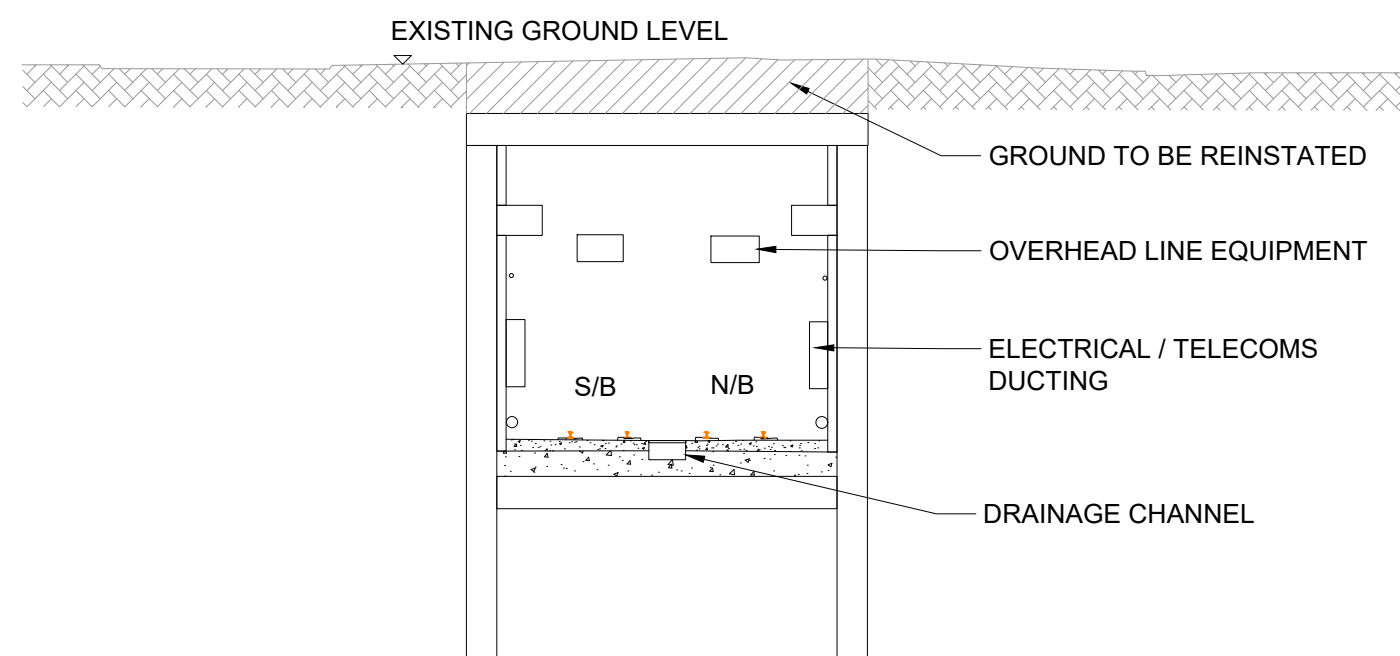 EXISTING GROUND LEVEL
GROUND TO BE REINSTATED
OVERHEAD LINE EQUIPMENT
ELECTRICAL / TELECOMS
DUCTING
S/B
N/B
DRAINAGE CHANNEL